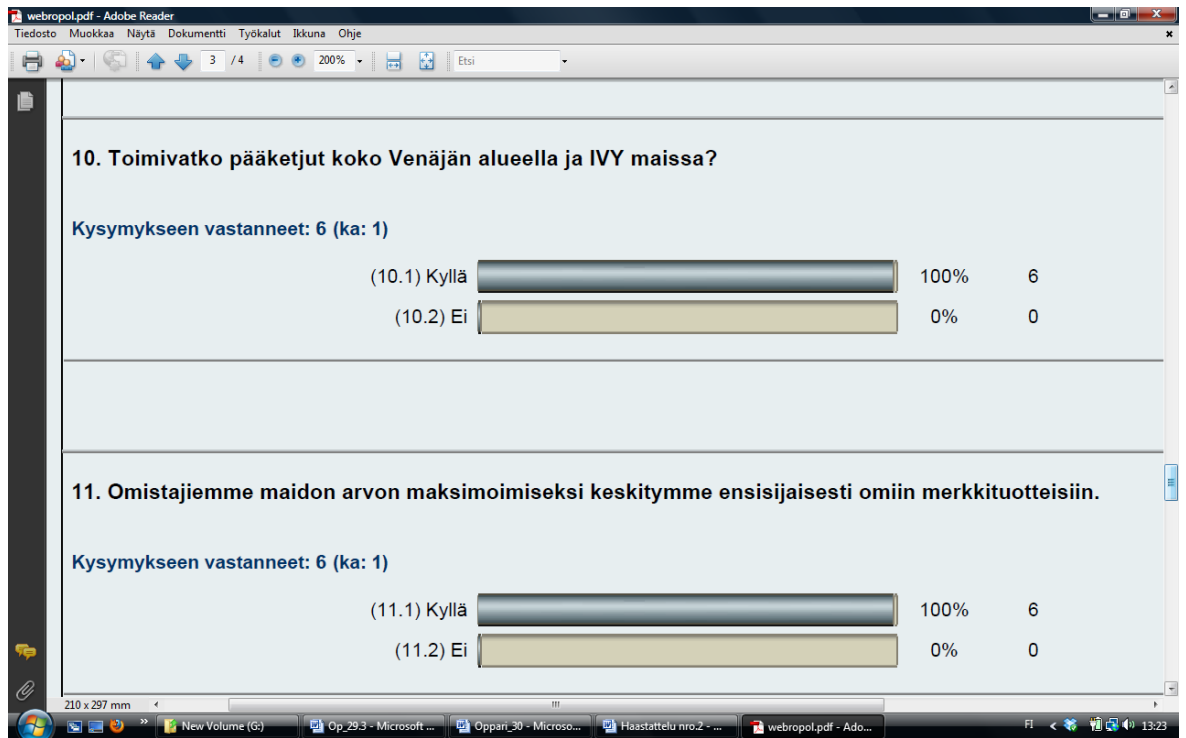 webropol.pdf - Adobe Reader
Tiedosto Muokkaa Näytä Dokumentti Työkalut Ikkuna Ohje
3 / 4 200% Etsi
10. Toimivatko pääketjut koko Venäjän alueella ja IVY maissa?
Kysymykseen vastanneet: 6 (ka: 1)
(10.1) Kyllä 100% 6
(10.2) Ei 0% 0
11. Omistajiemme maidon arvon maksimoimiseksi keskitymme ensisijaisesti omiin merkkituotteisiin.
Kysymykseen vastanneet: 6 (ka: 1)
(11.1) Kyllä 100% 6
(11.2) Ei 0% 0
210 x 297 mm
New Volume (G:) Op_29.3 - Microsoft ... Oppari_30 - Microso... Haastattelu nro.2 - ... webropol.pdf - Ado... FI 13:23